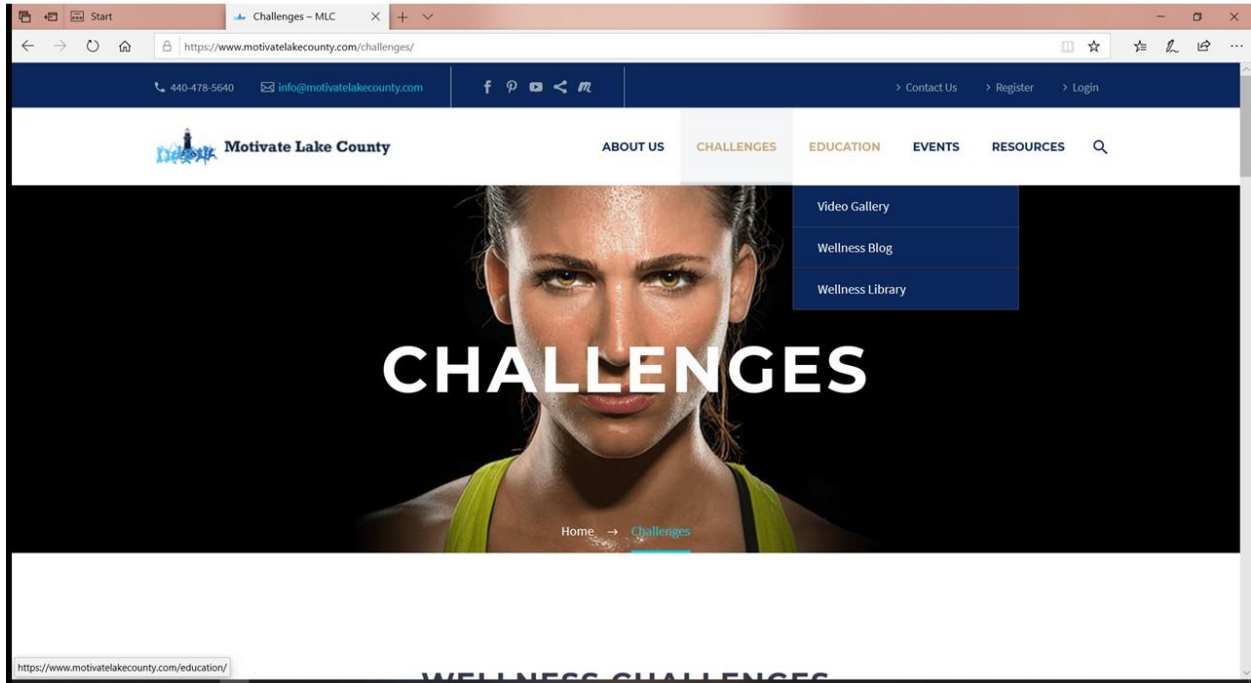 Start
Challenges – MLC
https://www.motivatelakecounty.com/challenges/
440-478-5640 info@motivatelakecounty.com > Contact Us > Register > Login
Motivate Lake County ABOUT US CHALLENGES EDUCATION EVENTS RESOURCES
Video Gallery
Wellness Blog
Wellness Library
CHALLENGES
Home → Challenges
WELLNESS CHALLENGES
https://www.motivatelakecounty.com/education/